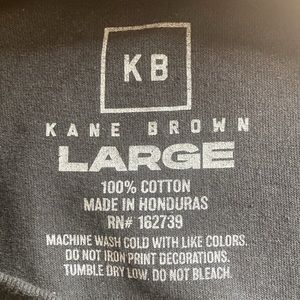 KB
KANE BROWN
LARGE
100% COTTON
MADE IN HONDURAS
RN# 162739
MACHINE WASH COLD WITH LIKE COLORS.
DO NOT IRON PRINT DECORATIONS.
TUMBLE DRY LOW. DO NOT BLEACH.